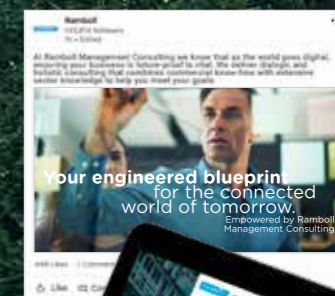 Ramboll
At Ramboll Management Consulting we know that as the world goes digital,
ensuring your business is future-proof is vital. We deliver strategic and
holistic consulting that combines commercial know-how with extensive
sector knowledge to help you meet your goals.
Your engineered blueprint
for the connected
world of tomorrow.
Empowered by Ramboll
Management Consulting
Like